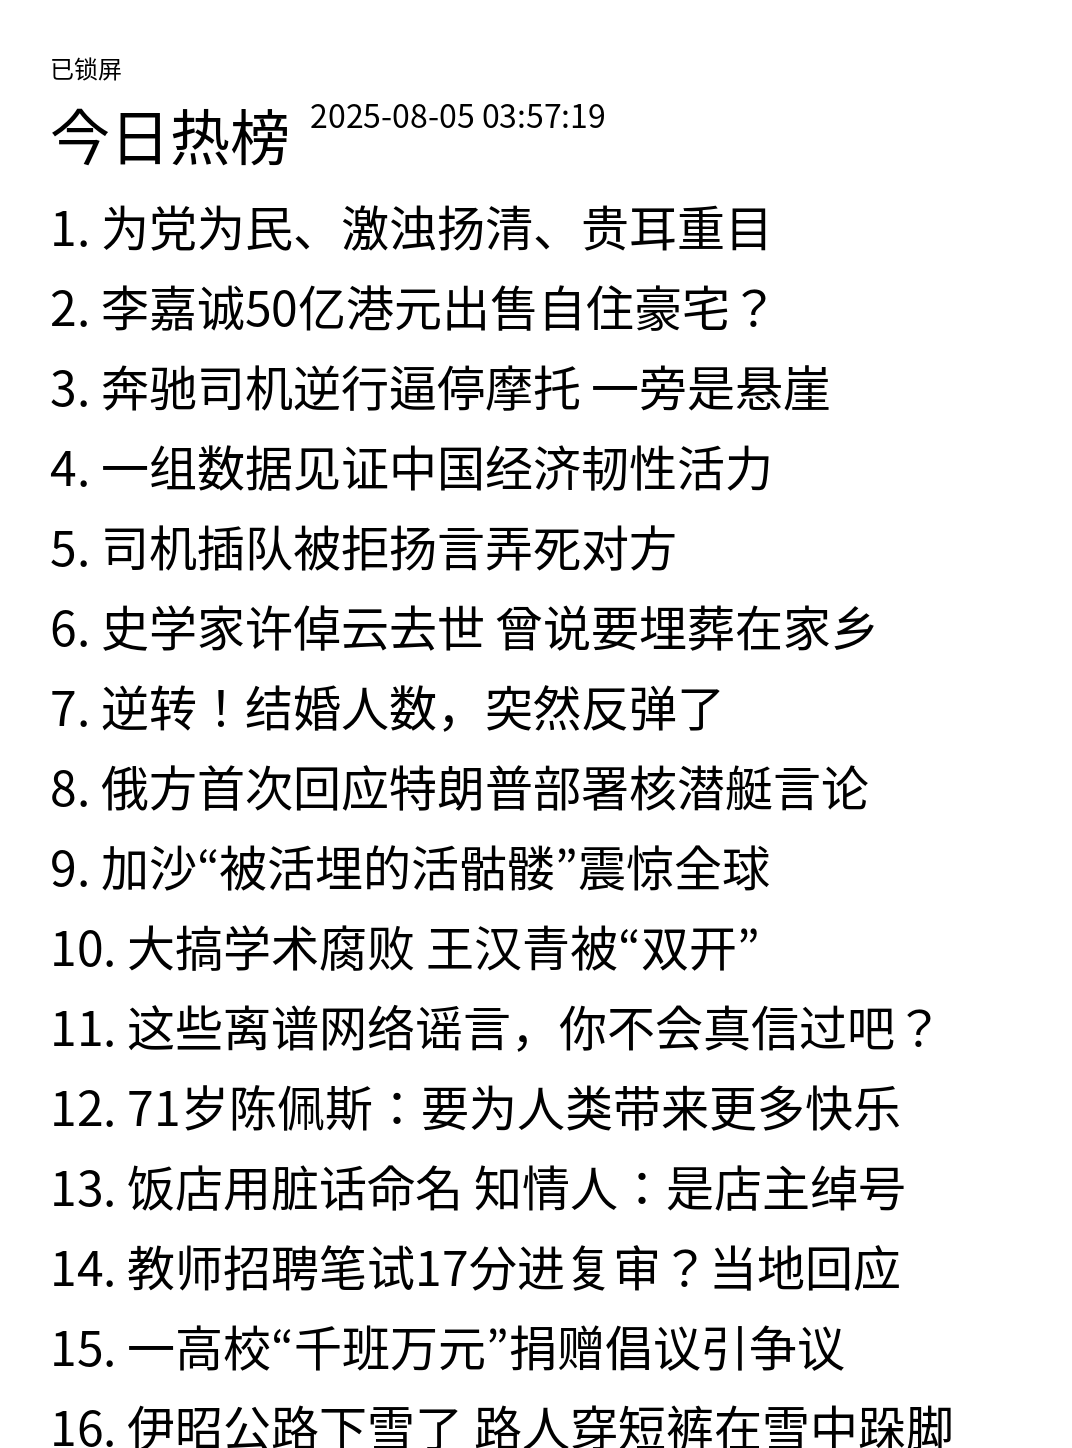 已锁屏
今日热榜 2025-08-05 03:57:19
1. 为党为民、激浊扬清、贵耳重目
2. 李嘉诚50亿港元出售自住豪宅？
3. 奔驰司机逆行逼停摩托 一旁是悬崖
4. 一组数据见证中国经济韧性活力
5. 司机插队被拒扬言弄死对方
6. 史学家许倬云去世 曾说要埋葬在家乡
7. 逆转！结婚人数，突然反弹了
8. 俄方首次回应特朗普部署核潜艇言论
9. 加沙“被活埋的活骷髅”震惊全球
10. 大搞学术腐败 王汉青被“双开”
11. 这些离谱网络谣言，你不会真信过吧？
12. 71岁陈佩斯：要为人类带来更多快乐
13. 饭店用脏话命名 知情人：是店主绰号
14. 教师招聘笔试17分进复审？当地回应
15. 一高校“千班万元”捐赠倡议引争议
16. 伊昭公路下雪了 路人穿短裤在雪中跺脚